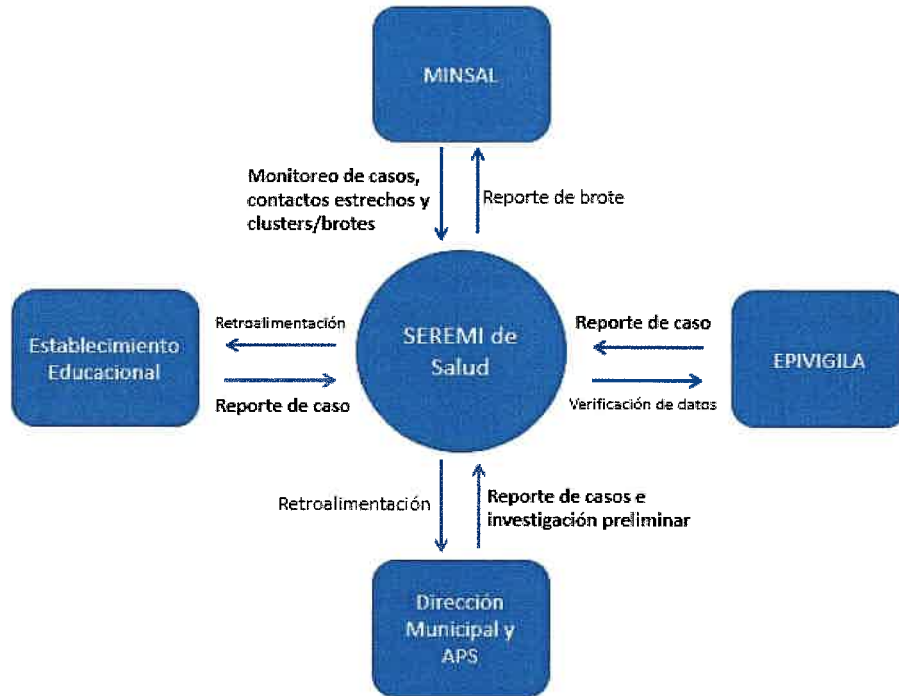 MINSAL
Monitoreo de casos,
contactos estrechos y
clusters/brotes
Reporte de brote
Establecimiento
Educacional
Retroalimentación
Reporte de caso
SEREMI de
Salud
Reporte de caso
Verificación de datos
EPIVIGILA
Retroalimentación
Reporte de casos e
investigación preliminar
Dirección
Municipal y
APS